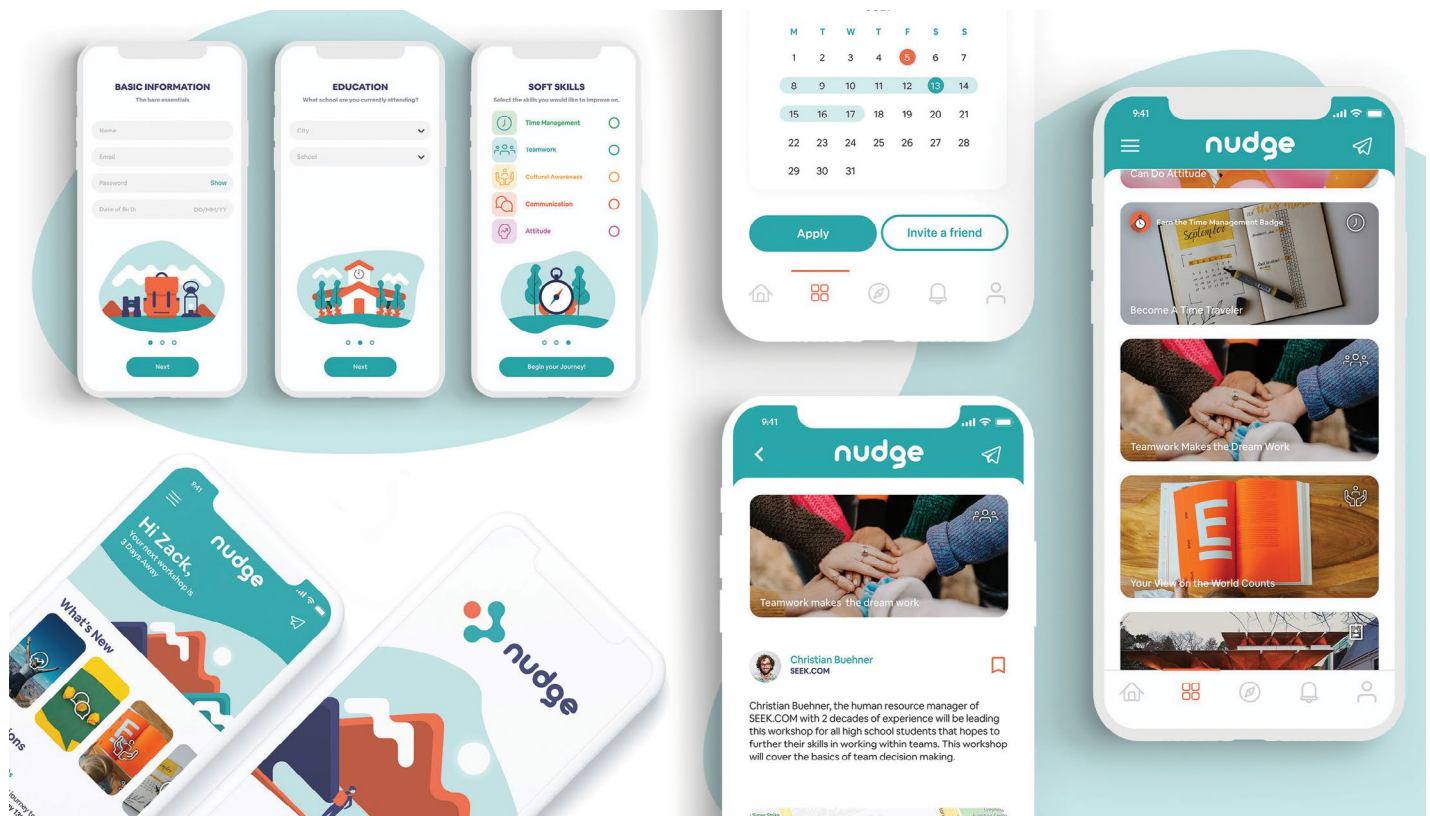 BASIC INFORMATION
The bare essentials
Name
Email
Password Show
Date of Birth DD/MM/YY
Next
EDUCATION
What school are you currently attending?
City
School
Next
SOFT SKILLS
Select the skills you would like to improve on.
Time Management
Teamwork
Cultural Awareness
Communication
Attitude
Begin your Journey!
M T W T F S S
1 2 3 4 5 6 7
8 9 10 11 12 13 14
15 16 17 18 19 20 21
22 23 24 25 26 27 28
29 30 31
Apply
Invite a friend
9:41
nudge
Can Do Attitude
Earn the Time Management Badge
September
Become A Time Traveler
Teamwork Makes the Dream Work
E
Your View on the World Counts
9:41
nudge
Hi Zack,
Your next workshop is
3 Days Away
What's New
E
nudge
9:41
nudge
Teamwork makes the dream work
Christian Buehner
SEEK.COM
Christian Buehner, the human resource manager of
SEEK.COM with 2 decades of experience will be leading
this workshop for all high school students that hopes to
further their skills in working within teams. This workshop
will cover the basics of team decision making.